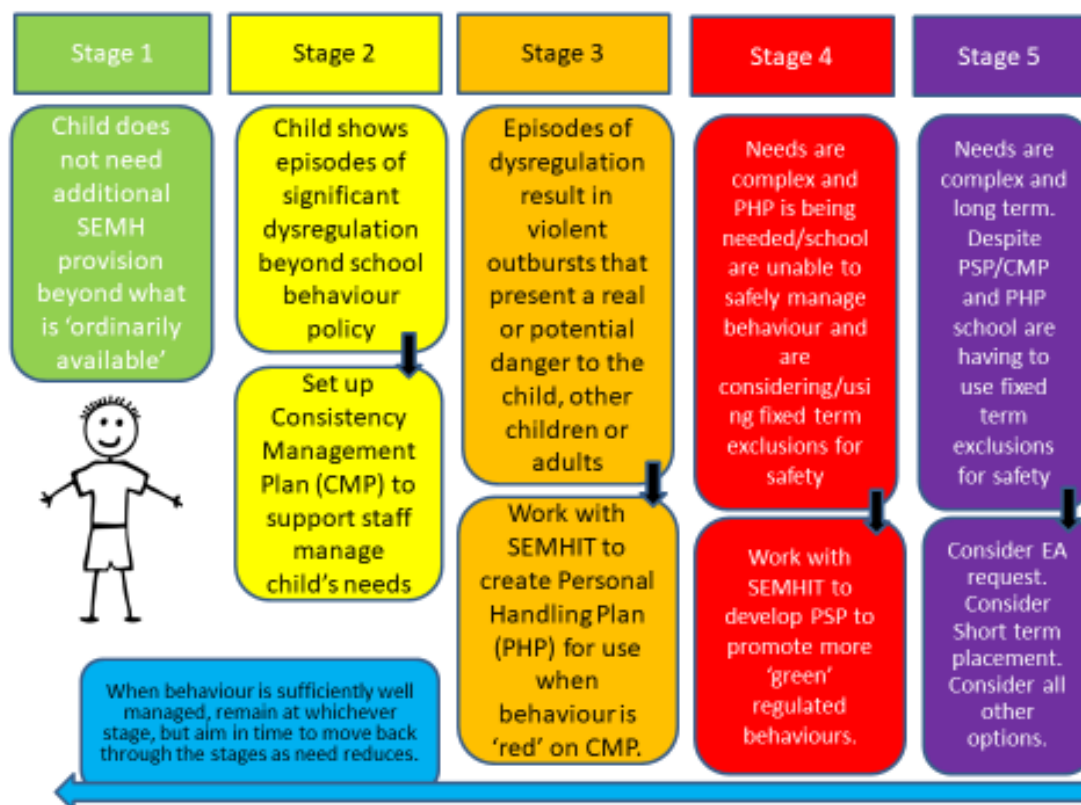 Stage 1
Child does
not need
additional
SEMH
provision
beyond what
is ‘ordinarily
available’
Stage 2
Child shows
episodes of
significant
dysregulation
beyond school
behaviour
policy
Set up
Consistency
Management
Plan (CMP) to
support staff
manage
child’s needs
Stage 3
Episodes of
dysregulation
result in
violent
outbursts that
present a real
or potential
danger to the
child, other
children or
adults
Work with
SEMHIT to
create Personal
Handling Plan
(PHP) for use
when
behaviour is
‘red’ on CMP.
Stage 4
Needs are
complex and
PHP is being
needed/school
are unable to
safely manage
behaviour and
are
considering/usi
ng fixed term
exclusions for
safety
Work with
SEMHIT to
develop PSP to
promote more
‘green’
regulated
behaviours.
Stage 5
Needs are
complex and
long term.
Despite
PSP/CMP
and PHP
school are
having to
use fixed
term
exclusions
for safety
Consider EA
request.
Consider
Short term
placement.
Consider all
other
options.
When behaviour is sufficiently well
managed, remain at whichever
stage, but aim in time to move back
through the stages as need reduces.